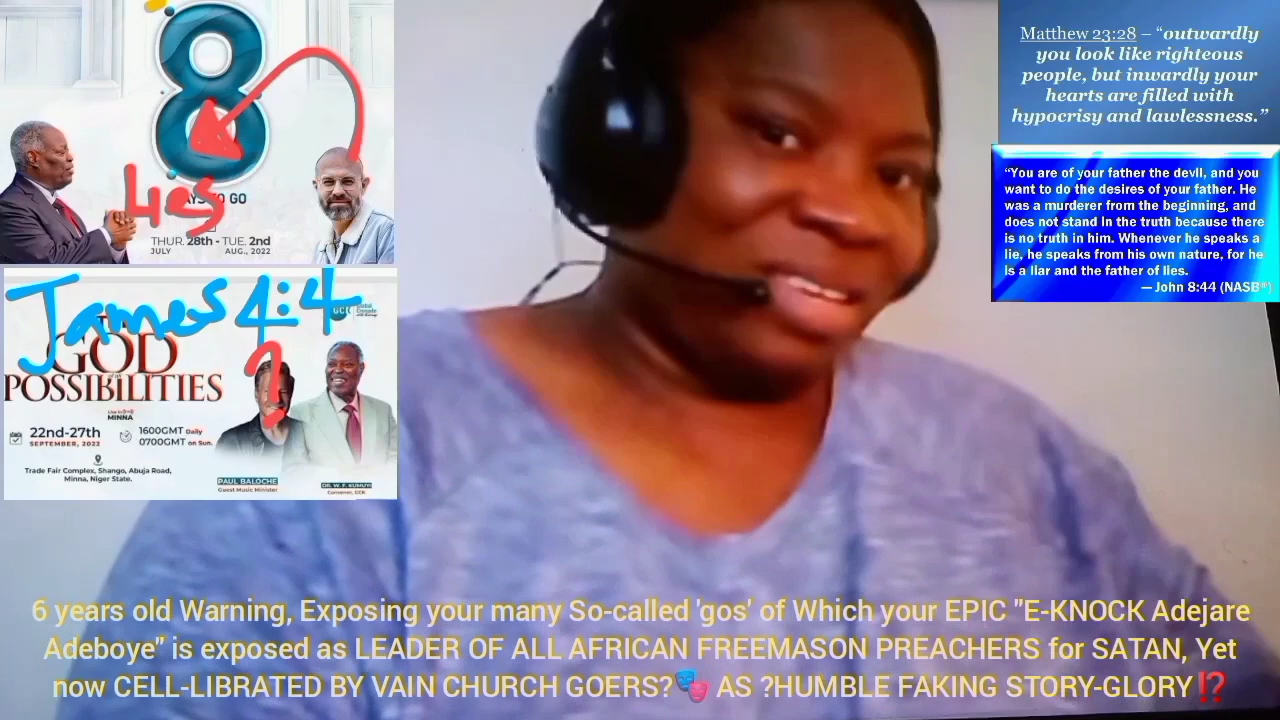 8
Lies
DAYS TO GO
THUR. 28th - TUE. 2nd
JULY AUG., 2022
James 4:4
?
GOD
POSSIBILITIES
GCK Global
Crusade
MINNA
22nd-27th
SEPTEMBER, 2022
1600GMT Daily
0700GMT on Sun.
Trade Fair Complex, Shango, Abuja Road,
Minna, Niger State.
PAUL BALOCHE
Guest Music Minister
DR. W. F. KUMUYI
Convener, GCK
Matthew 23:28 – “outwardly
you look like righteous
people, but inwardly your
hearts are filled with
hypocrisy and lawlessness.”
“You are of your father the devil, and you
want to do the desires of your father. He
was a murderer from the beginning, and
does not stand in the truth because there
is no truth in him. Whenever he speaks a
lie, he speaks from his own nature, for he
is a liar and the father of lies.
— John 8:44 (NASB®)
6 years old Warning, Exposing your many So-called 'gos' of Which your EPIC "E-KNOCK Adejare
Adeboye" is exposed as LEADER OF ALL AFRICAN FREEMASON PREACHERS for SATAN, Yet
now CELL-LIBRATED BY VAIN CHURCH GOERS?🎭 AS ?HUMBLE FAKING STORY-GLORY⁉️